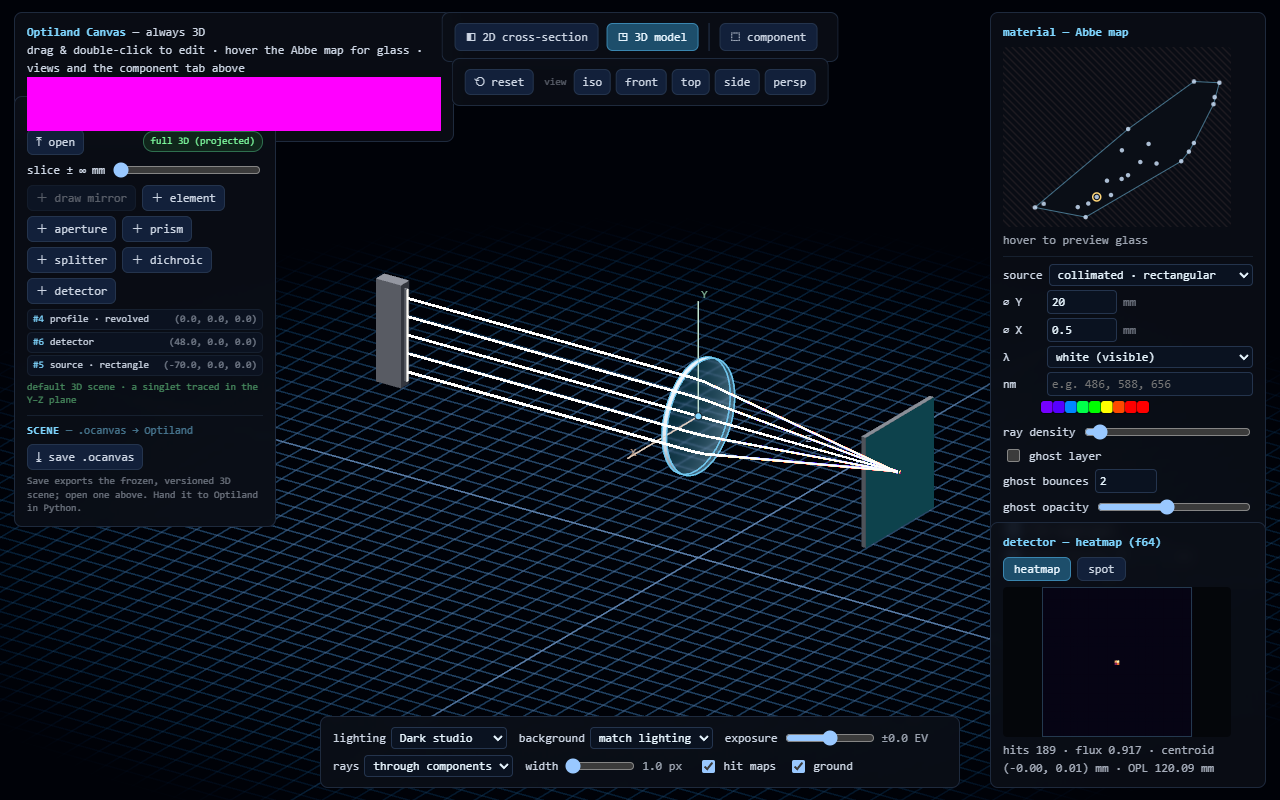 Optiland Canvas — always 3D
drag & double-click to edit · hover the Abbe map for glass ·
views and the component tab above
open
full 3D (projected)
slice ± ∞ mm
+ draw mirror
+ element
+ aperture
+ prism
+ splitter
+ dichroic
+ detector
#4 profile · revolved (0.0, 0.0, 0.0)
#6 detector (48.0, 0.0, 0.0)
#5 source · rectangle (-70.0, 0.0, 0.0)
default 3D scene · a singlet traced in the
Y–Z plane
SCENE — .ocanvas → Optiland
save .ocanvas
Save exports the frozen, versioned 3D
scene; open one above. Hand it to Optiland
in Python.
2D cross-section
3D model
component
reset
view
iso
front
top
side
persp
Y
X
lighting Dark studio
background match lighting
exposure ±0.0 EV
rays through components
width 1.0 px
hit maps
ground
material — Abbe map
hover to preview glass
source collimated · rectangular
⌀ Y 20 mm
⌀ X 0.5 mm
λ white (visible)
nm e.g. 486, 588, 656
ray density
ghost layer
ghost bounces 2
ghost opacity
detector — heatmap (f64)
heatmap
spot
hits 189 · flux 0.917 · centroid
(-0.00, 0.01) mm · OPL 120.09 mm